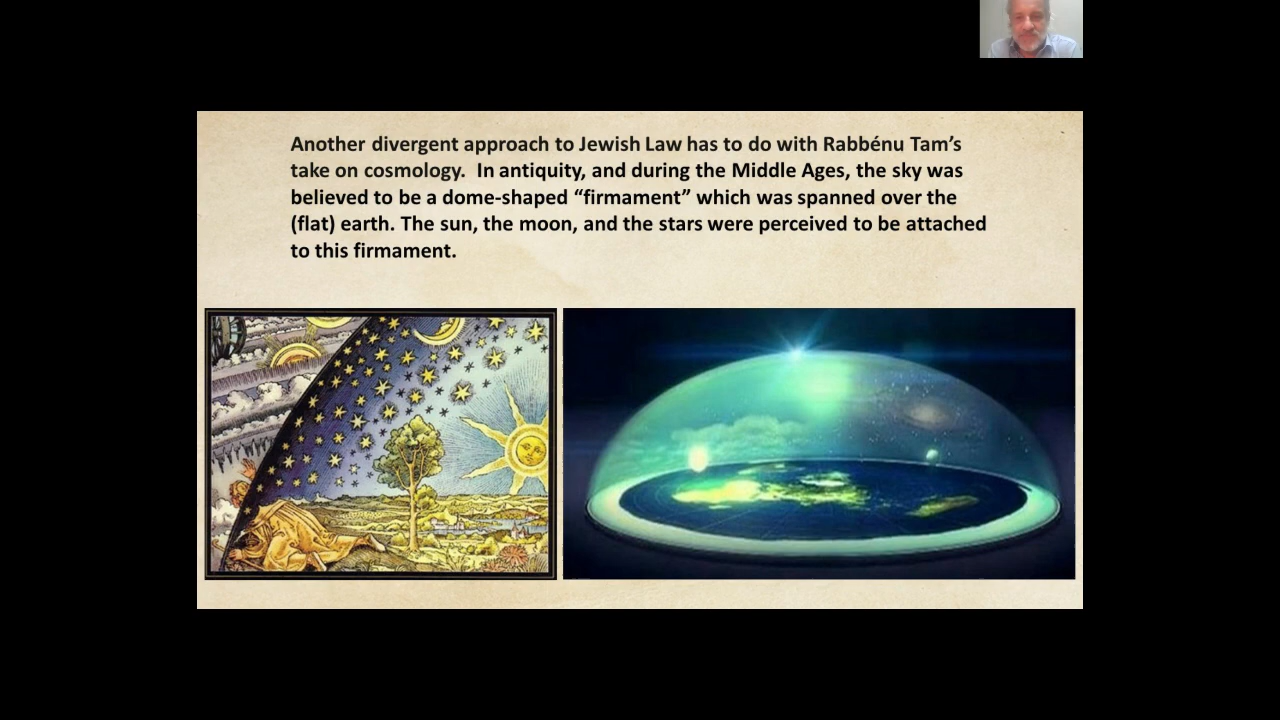 Another divergent approach to Jewish Law has to do with Rabbénu Tam’s
take on cosmology.  In antiquity, and during the Middle Ages, the sky was
believed to be a dome-shaped “firmament” which was spanned over the
(flat) earth. The sun, the moon, and the stars were perceived to be attached
to this firmament.